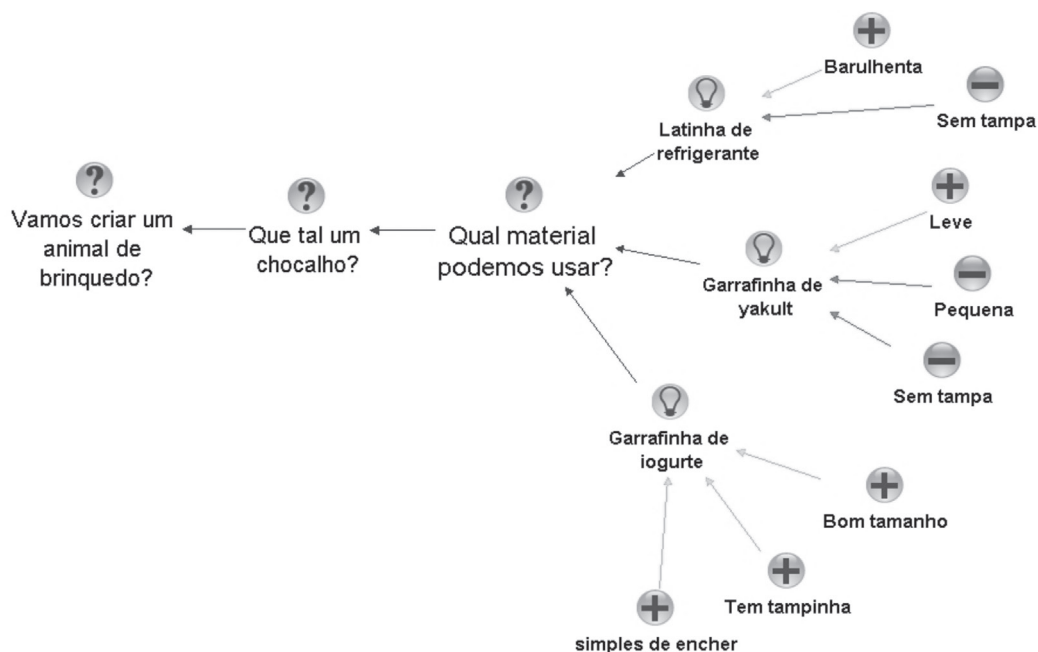 Vamos criar um
animal de
brinquedo?
Que tal um
chocalho?
Qual material
podemos usar?
Latinha de
refrigerante
Barulhenta
Sem tampa
Garrafinha de
yakult
Leve
Pequena
Sem tampa
Garrafinha de
iogurte
Bom tamanho
Tem tampinha
simples de encher